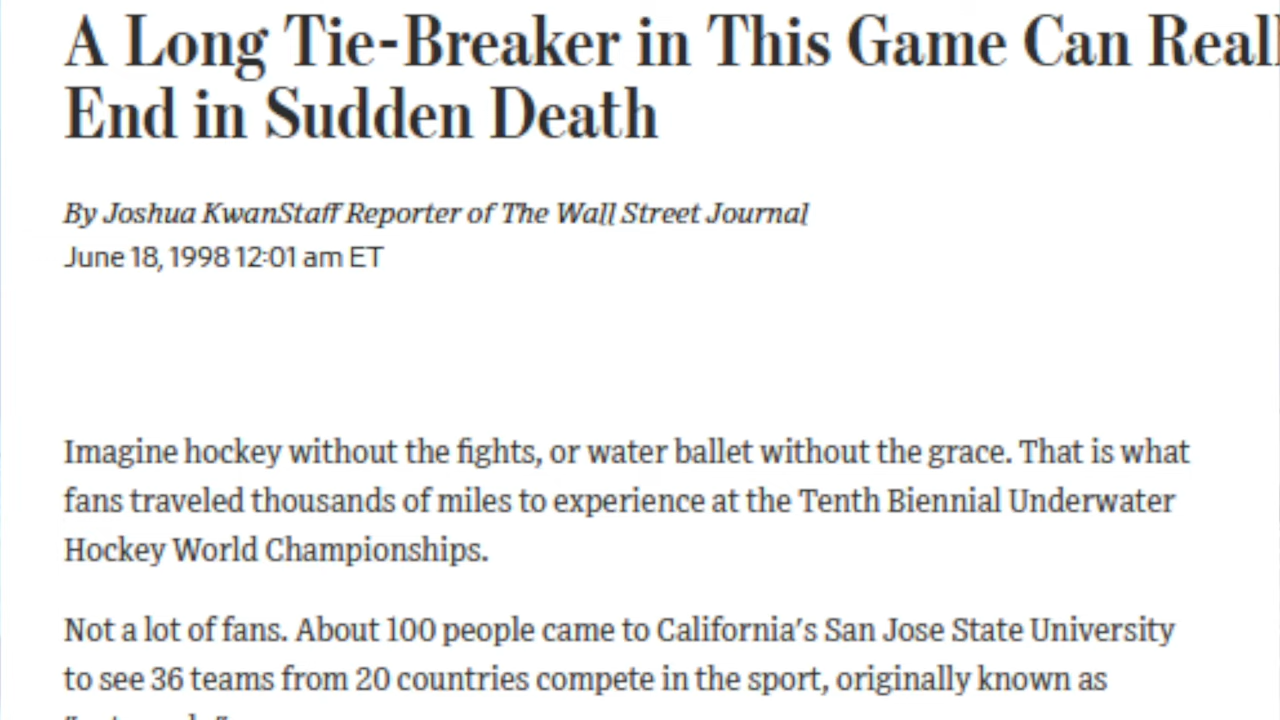 A Long Tie-Breaker in This Game Can Reall
End in Sudden Death
By Joshua KwanStaff Reporter of The Wall Street Journal
June 18, 1998 12:01 am ET
Imagine hockey without the fights, or water ballet without the grace. That is what
fans traveled thousands of miles to experience at the Tenth Biennial Underwater
Hockey World Championships.
Not a lot of fans. About 100 people came to California's San Jose State University
to see 36 teams from 20 countries compete in the sport, originally known as